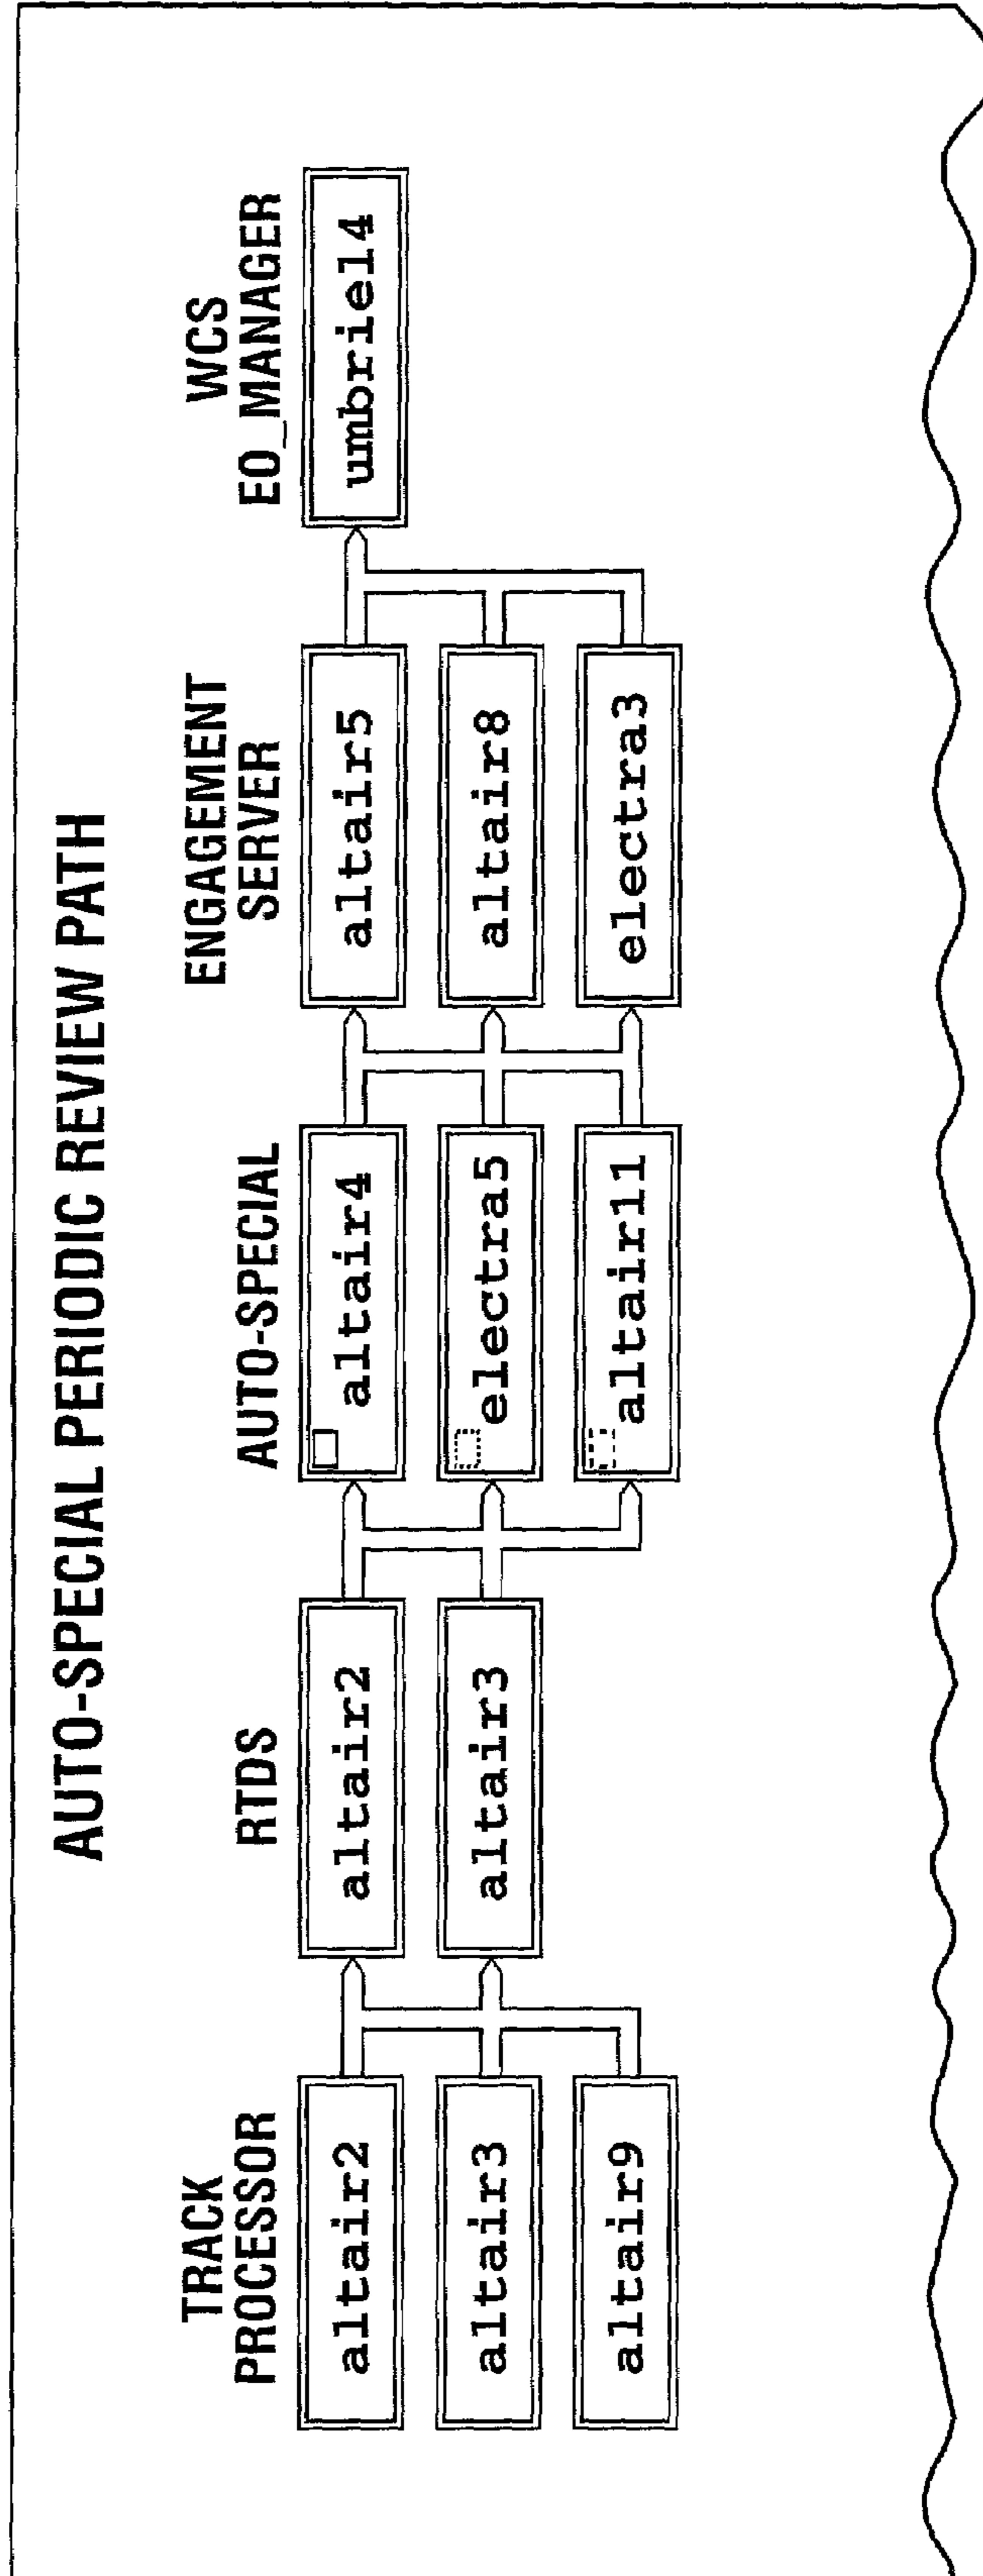 AUTO-SPECIAL PERIODIC REVIEW PATH
TRACK
PROCESSOR
altair2
altair3
altair9
RTDS
altair2
altair3
AUTO-SPECIAL
altair4
electra5
altair11
ENGAGEMENT
SERVER
altair5
altair8
electra3
WCS
EO_MANAGER
umbriel4